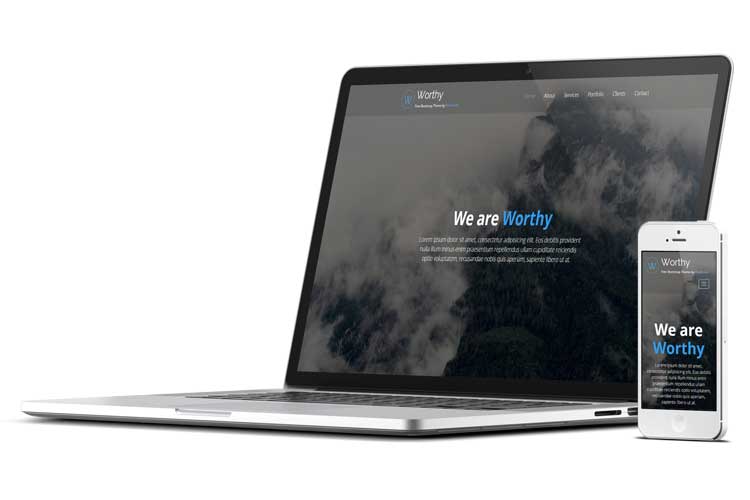 Worthy
Free Bootstrap Theme by
Home About Services Portfolio Clients Contact
We are Worthy
Lorem ipsum dolor sit amet, consectetur adipisicing elit. Eos debitis provident
nulla illum minus enim praesentium repellendus ullam cupiditate reiciendis
optio voluptatem, recusandae nobis quis aperiam, sapiente libero ut at.
Worthy
Free Bootstrap Theme by
We are
Worthy
Lorem ipsum dolor sit amet,
consectetur adipisicing elit. Eos
debitis provident nulla illum minus
enim praesentium repellendus
ullam cupiditate reiciendis optio
voluptatem, recusandae nobis quis
aperiam, sapiente libero ut at.